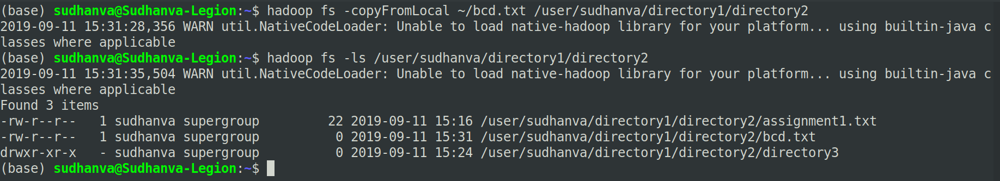 (base) sudhanva@Sudhanva-Legion:~$ hadoop fs -copyFromLocal ~/bcd.txt /user/sudhanva/directory1/directory2
2019-09-11 15:31:28,356 WARN util.NativeCodeLoader: Unable to load native-hadoop library for your platform... using builtin-java c
lasses where applicable
(base) sudhanva@Sudhanva-Legion:~$ hadoop fs -ls /user/sudhanva/directory1/directory2
2019-09-11 15:31:35,504 WARN util.NativeCodeLoader: Unable to load native-hadoop library for your platform... using builtin-java c
lasses where applicable
Found 3 items
-rw-r--r--   1 sudhanva supergroup         22 2019-09-11 15:16 /user/sudhanva/directory1/directory2/assignment1.txt
-rw-r--r--   1 sudhanva supergroup          0 2019-09-11 15:31 /user/sudhanva/directory1/directory2/bcd.txt
drwxr-xr-x   - sudhanva supergroup          0 2019-09-11 15:24 /user/sudhanva/directory1/directory2/directory3
(base) sudhanva@Sudhanva-Legion:~$